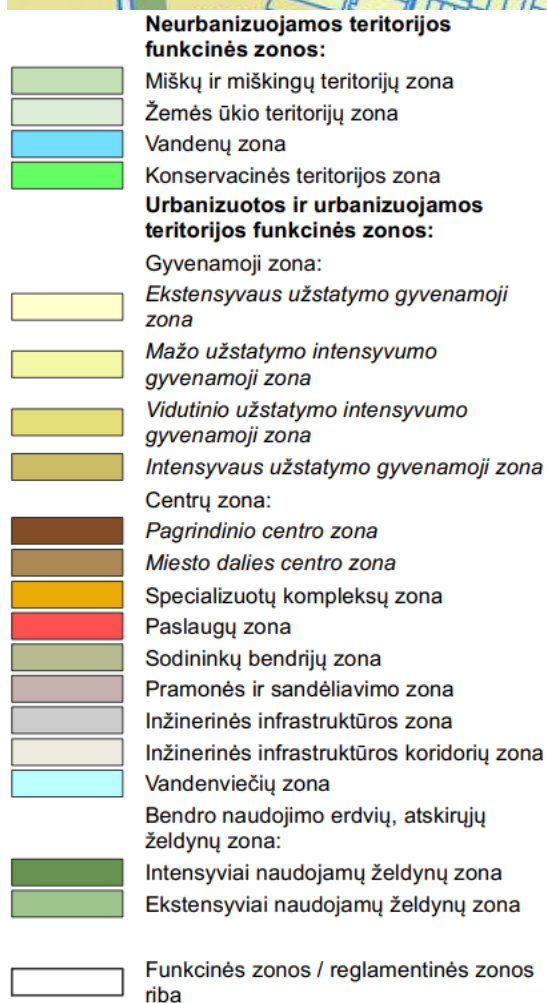 Neurbanizuojamos teritorijos
funkcinės zonos:
Miškų ir miškingų teritorijų zona
Žemės ūkio teritorijų zona
Vandenų zona
Konservacinės teritorijos zona
Urbanizuotos ir urbanizuojamos
teritorijos funkcinės zonos:
Gyvenamoji zona:
Ekstensyvaus užstatymo gyvenamoji
zona
Mažo užstatymo intensyvumo
gyvenamoji zona
Vidutinio užstatymo intensyvumo
gyvenamoji zona
Intensyvaus užstatymo gyvenamoji zona
Centrų zona:
Pagrindinio centro zona
Miesto dalies centro zona
Specializuotų kompleksų zona
Paslaugų zona
Sodininkų bendrijų zona
Pramonės ir sandėliavimo zona
Inžinerinės infrastruktūros zona
Inžinerinės infrastruktūros koridorių zona
Vandenviečių zona
Bendro naudojimo erdvių, atskirųjų
želdynų zona:
Intensyviai naudojamų želdynų zona
Ekstensyviai naudojamų želdynų zona
Funkcinės zonos / reglamentinės zonos
riba